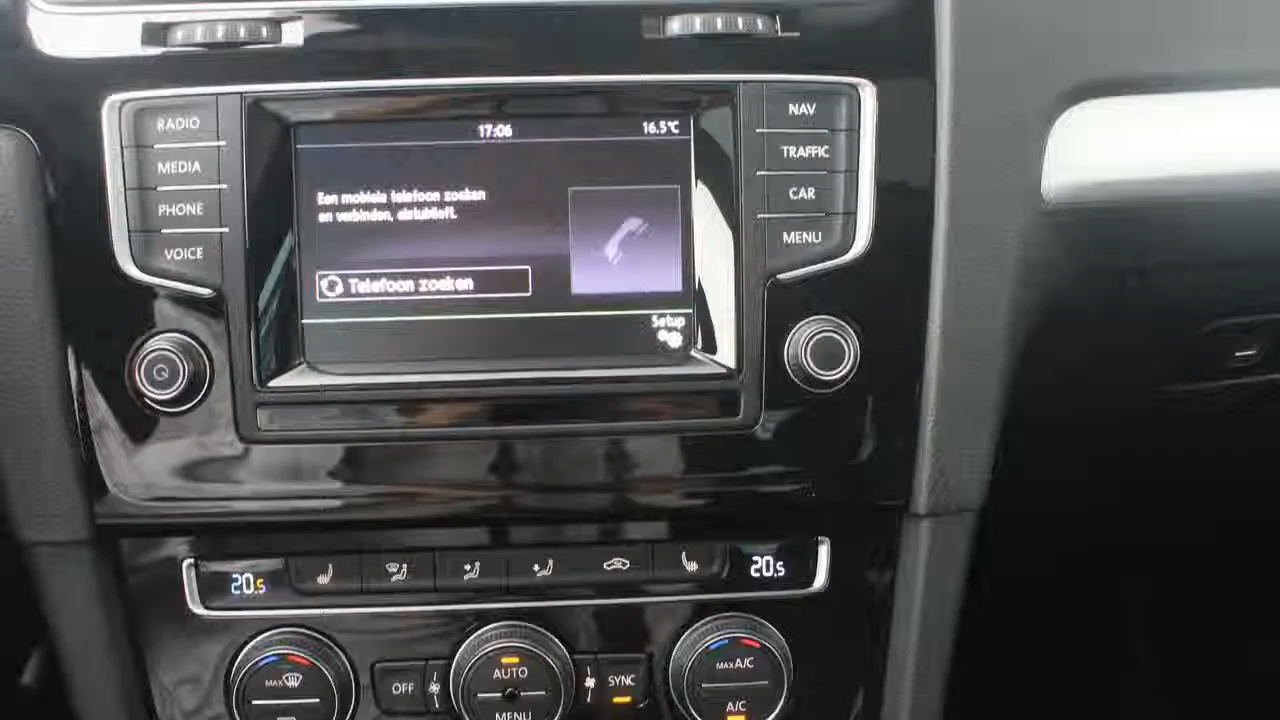 RADIO
MEDIA
PHONE
VOICE
17:06
16.5°C
Een mobiele telefoon zoeken
en verbinden, alstublieft.
Telefoon zoeken
Setup
NAV
TRAFFIC
CAR
MENU
20.5
20.5
MAX
OFF
AUTO
MENU
SYNC
MAX A/C
A/C